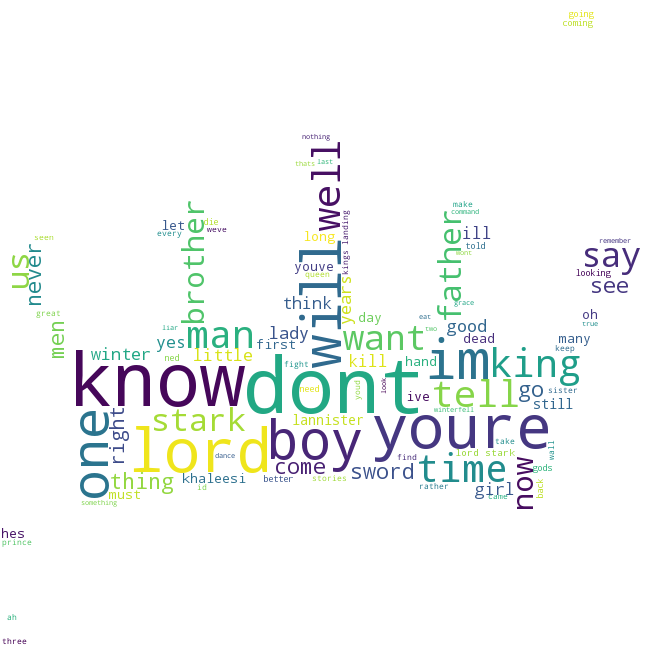 going
coming
nothing
thats
last
well
make
command
brother
die
let
weve
every
long
kings landing
father
ill
told
wont
seen
us
never
remember
say
looking
see
youve
queen
will
years
think
grace
great
men
liar
day
eat
two
good
oh
true
man
lady
first
want
dead
many
keep
yes
winter
ned
little
fight
kill
hand
im
king
know
dont
need
youd
look
ive
tell
go
sister
still
one
right
stark
lannister
winterfell
boy
youre
take
lord
dance
find
lord stark
wall
come
sword
time
now
gods
thing
khaleesi
better
stories
rather
girl
back
must
id
came
something
hes
prince
ah
three